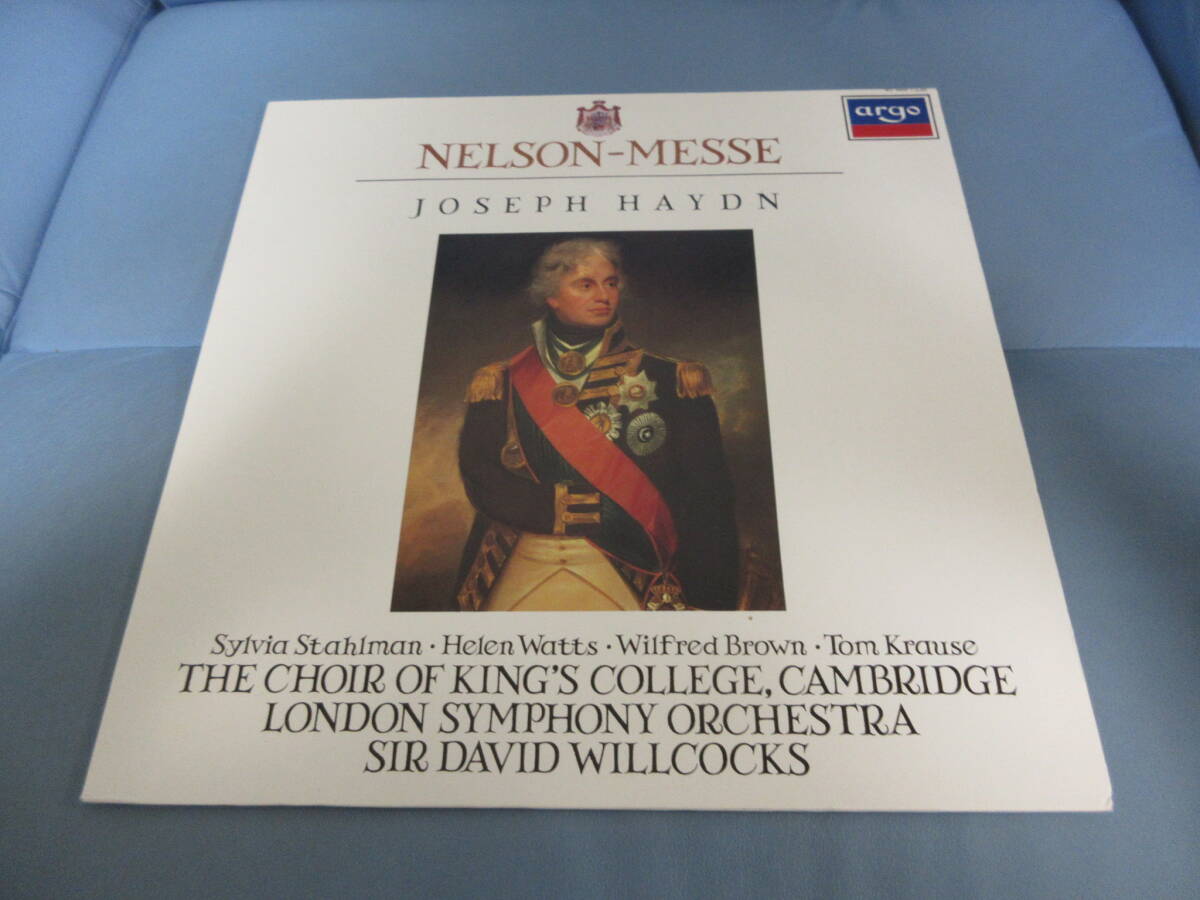 argo
NELSON-MESSE
JOSEPH HAYDN
Sylvia Stahlman · Helen Watts · Wilfred Brown · Tom Krause
THE CHOIR OF KING'S COLLEGE, CAMBRIDGE
LONDON SYMPHONY ORCHESTRA
SIR DAVID WILLCOCKS